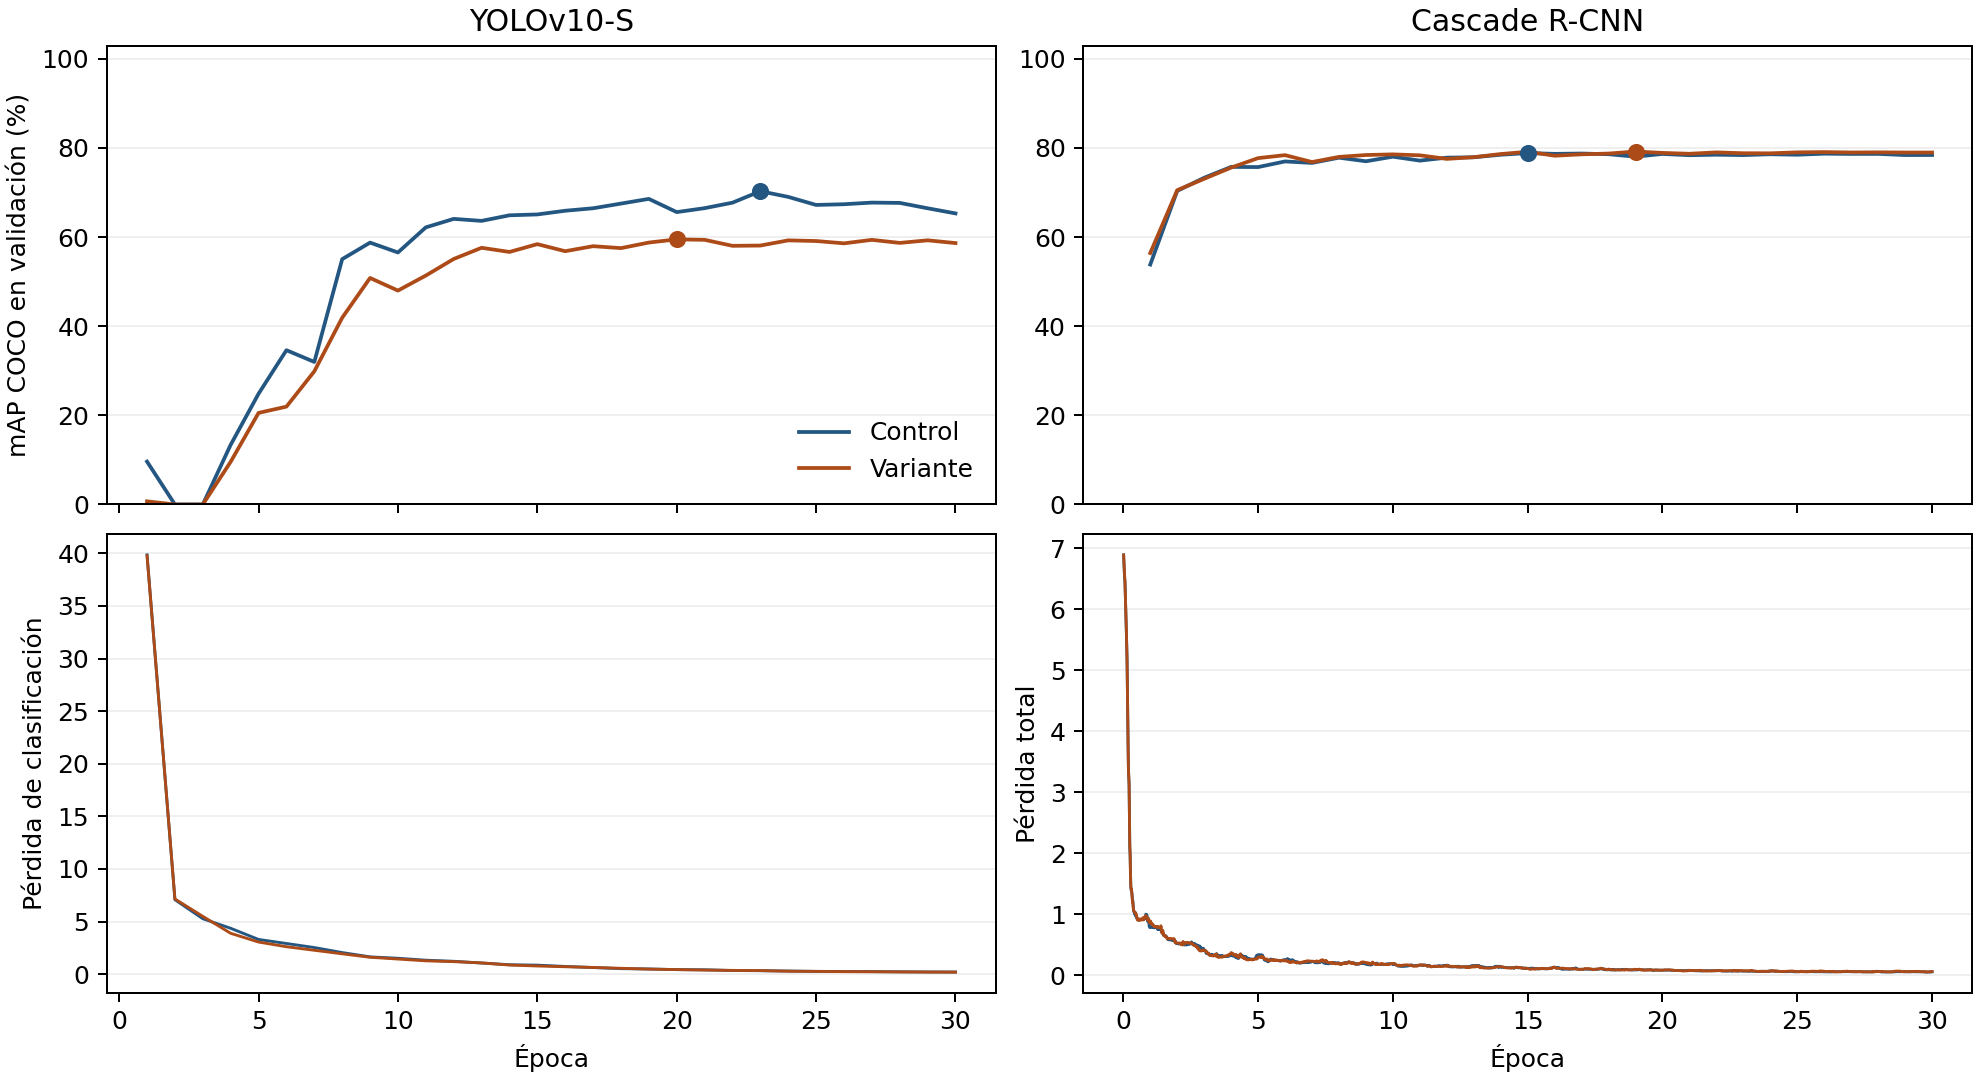 YOLOv10-S
Cascade R-CNN
mAP COCO en validación (%)
100
80
60
40
20
0
Control
Variante
100
80
60
40
20
0
Pérdida de clasificación
40
35
30
25
20
15
10
5
0
0 5 10 15 20 25 30
Época
Pérdida total
7
6
5
4
3
2
1
0
0 5 10 15 20 25 30
Época